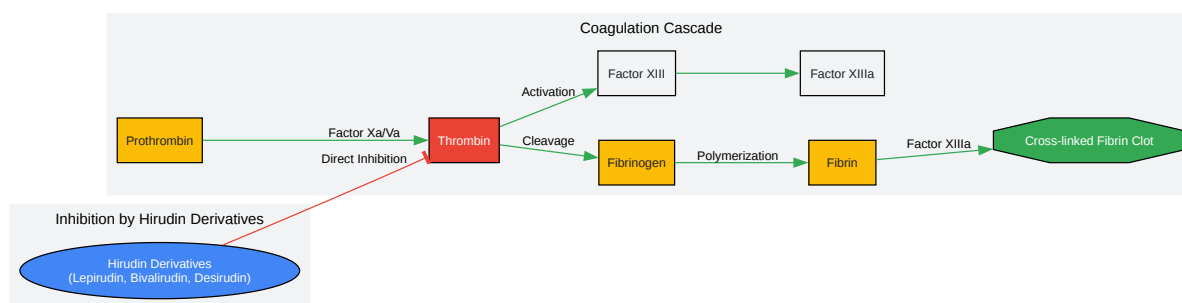 Coagulation Cascade
Factor XIII
Factor XIIIa
Activation
Prothrombin
Factor Xa/Va
Thrombin
Cleavage
Fibrinogen
Polymerization
Fibrin
Factor XIIIa
Cross-linked Fibrin Clot
Direct Inhibition
Inhibition by Hirudin Derivatives
Hirudin Derivatives
(Lepirudin, Bivalirudin, Desirudin)